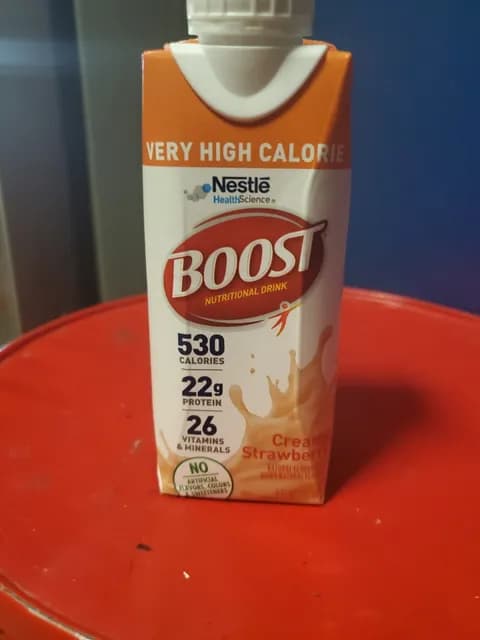 VERY HIGH CALORIE
Nestlé
HealthScience
BOOST
NUTRITIONAL DRINK
530
CALORIES
22g
PROTEIN
26
VITAMINS
& MINERALS
NO
ARTIFICIAL
FLAVORS, COLORS
& SWEETENERS
Crea
Strawber